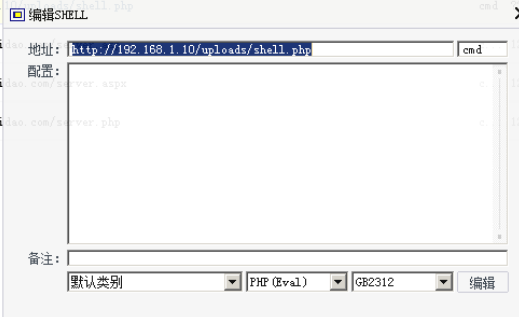 编辑SHELL
地址: http://192.168.1.10/uploads/shell.php cmd
配置:
备注:
默认类别 PHP(Eval) GB2312 编辑